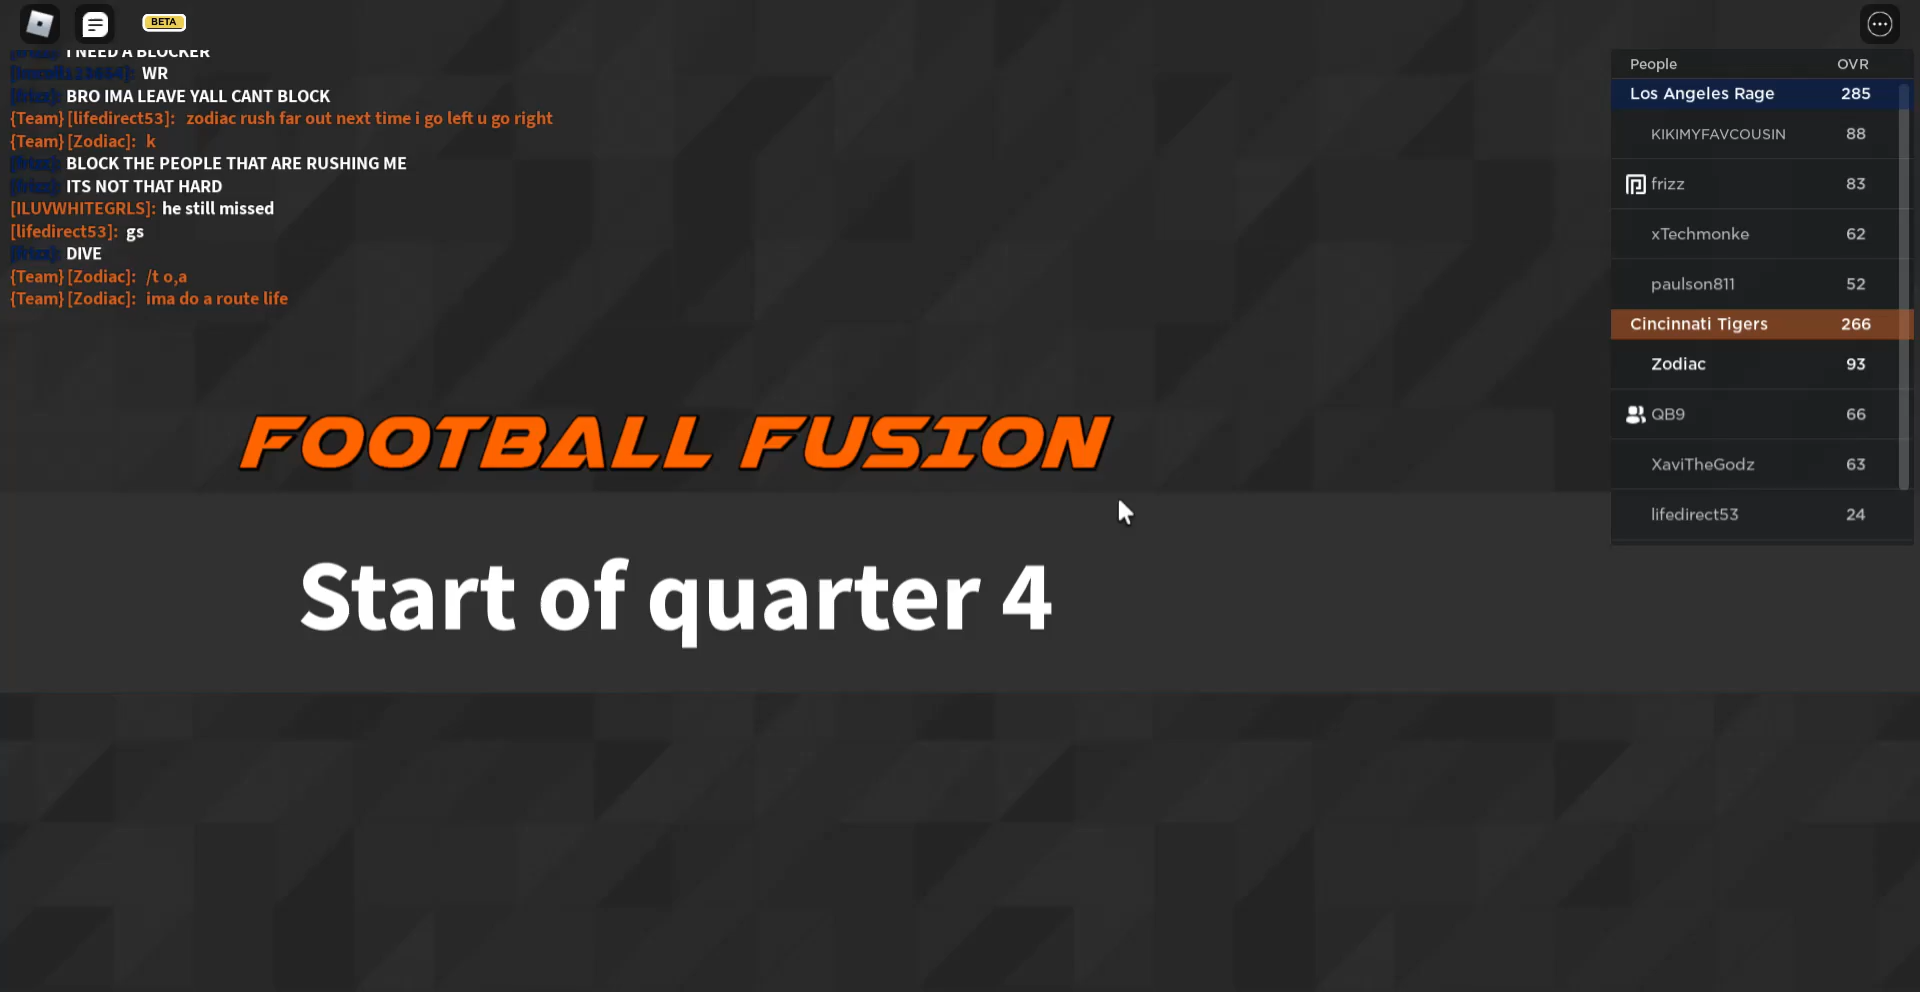 BETA
I NEED A BLOCKER
WR
[frizz]: BRO IMA LEAVE YALL CANT BLOCK
{Team} [lifedirect53]: zodiac rush far out next time i go left u go right
{Team} [Zodiac]: k
[frizz]: BLOCK THE PEOPLE THAT ARE RUSHING ME
[frizz]: ITS NOT THAT HARD
[ILUVWHITEGRLS]: he still missed
[lifedirect53]: gs
[frizz]: DIVE
{Team} [Zodiac]: /t o,a
{Team} [Zodiac]: ima do a route life
FOOTBALL FUSION
Start of quarter 4
People OVR
Los Angeles Rage 285
KIKIMYFAVCOUSIN 88
frizz 83
xTechmonke 62
paulson811 52
Cincinnati Tigers 266
Zodiac 93
QB9 66
XaviTheGodz 63
lifedirect53 24